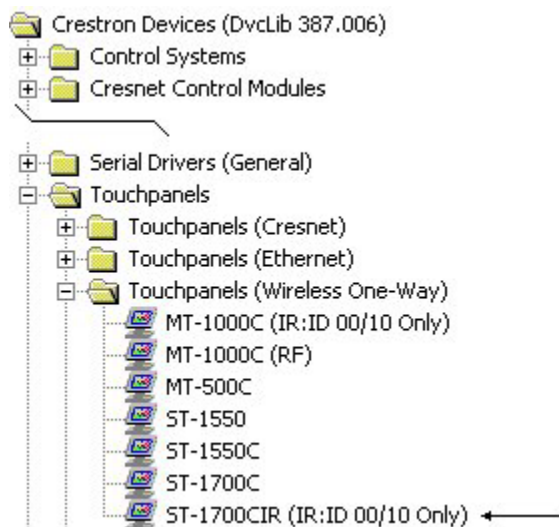 Crestron Devices (DvcLib 387.006)
Control Systems
Cresnet Control Modules
Serial Drivers (General)
Touchpanels
Touchpanels (Cresnet)
Touchpanels (Ethernet)
Touchpanels (Wireless One-Way)
MT-1000C (IR:ID 00/10 Only)
MT-1000C (RF)
MT-500C
ST-1550
ST-1550C
ST-1700C
ST-1700CIR (IR:ID 00/10 Only)